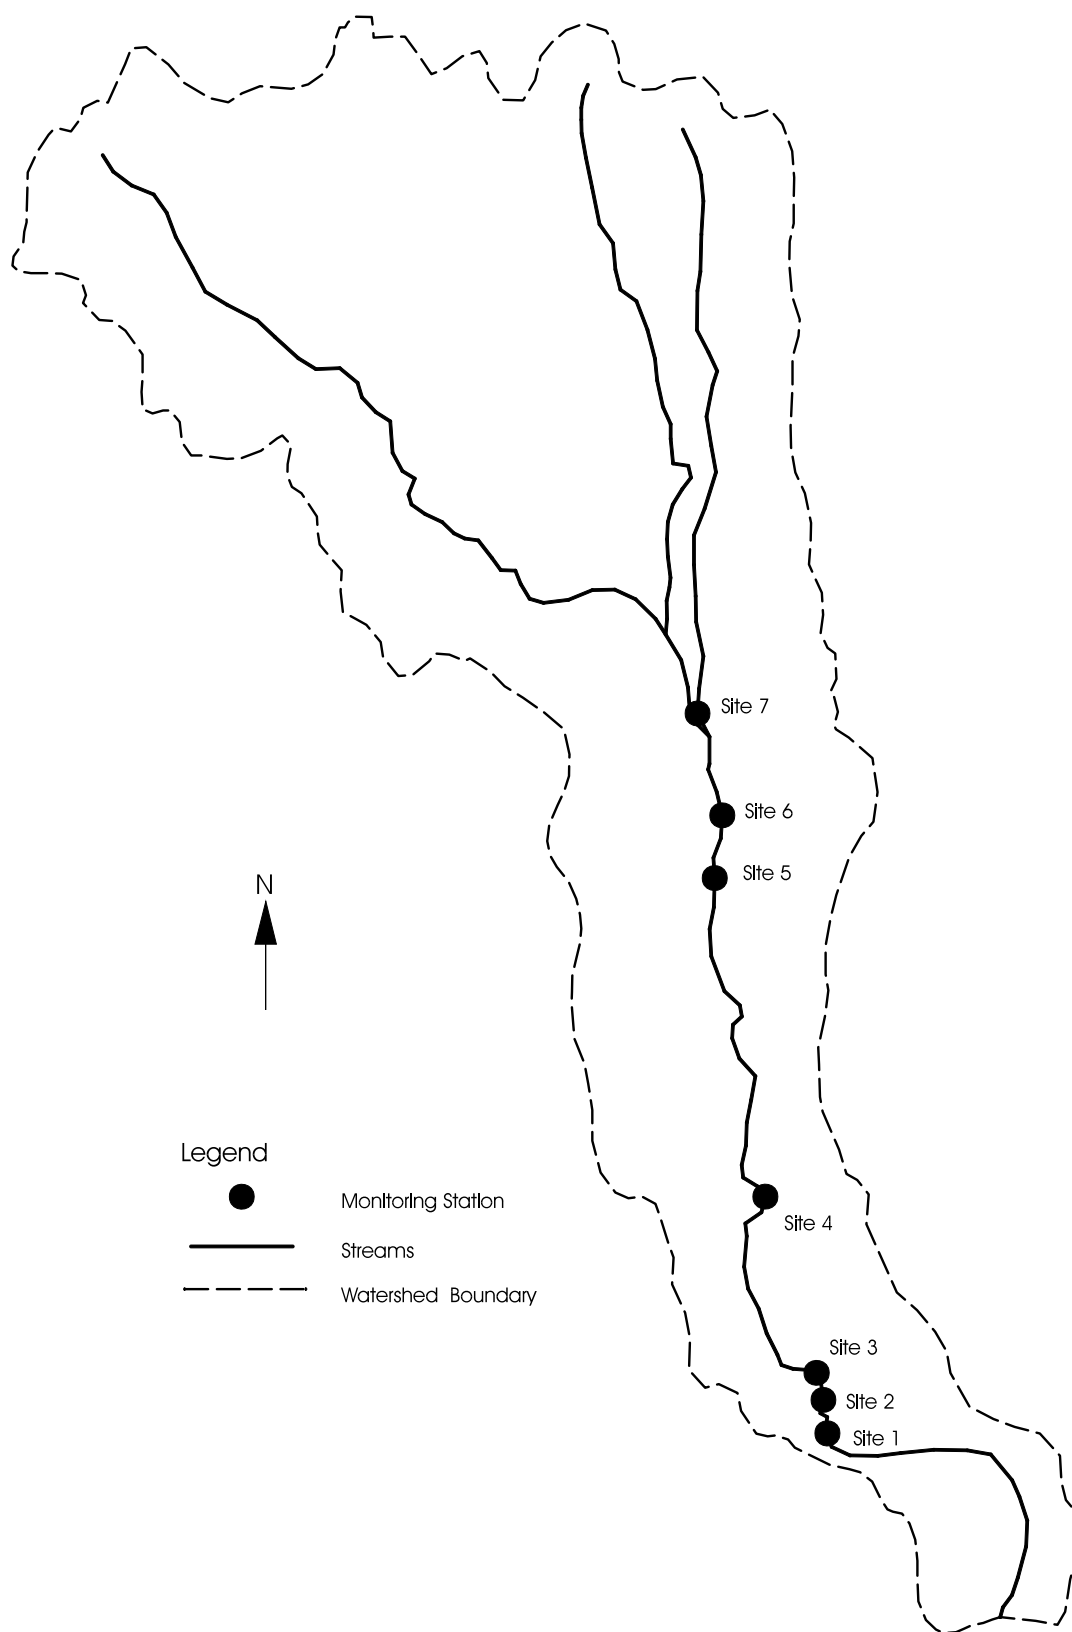 Site 7
Site 6
Site 5
N
Legend
Monitoring Station
Site 4
Streams
Watershed Boundary
Site 3
Site 2
Site 1